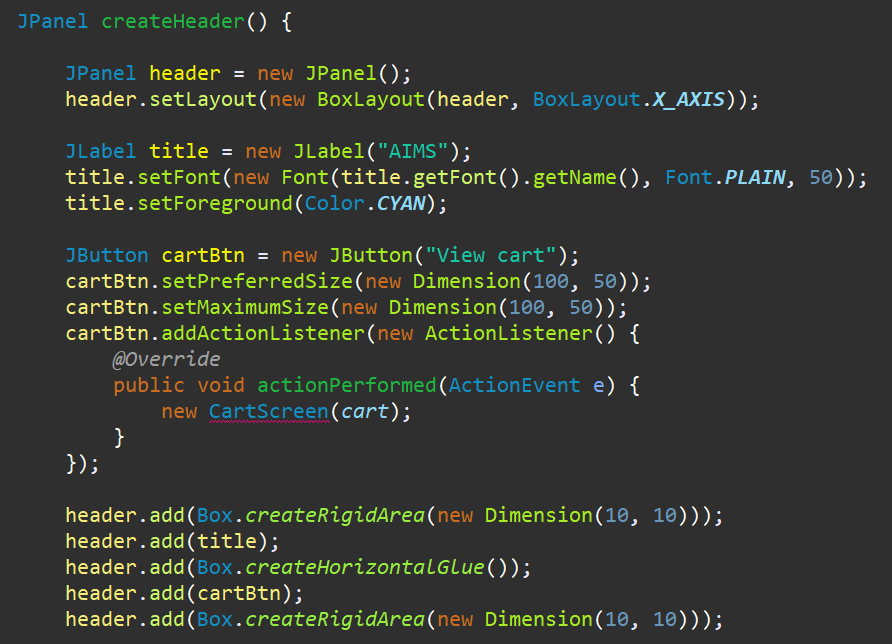 JPanel createHeader() {
    JPanel header = new JPanel();
    header.setLayout(new BoxLayout(header, BoxLayout.X_AXIS));
    JLabel title = new JLabel("AIMS");
    title.setFont(new Font(title.getFont().getName(), Font.PLAIN, 50));
    title.setForeground(Color.CYAN);
    JButton cartBtn = new JButton("View cart");
    cartBtn.setPreferredSize(new Dimension(100, 50));
    cartBtn.setMaximumSize(new Dimension(100, 50));
    cartBtn.addActionListener(new ActionListener() {
        @Override
        public void actionPerformed(ActionEvent e) {
            new CartScreen(cart);
        }
    });
    header.add(Box.createRigidArea(new Dimension(10, 10)));
    header.add(title);
    header.add(Box.createHorizontalGlue());
    header.add(cartBtn);
    header.add(Box.createRigidArea(new Dimension(10, 10)));